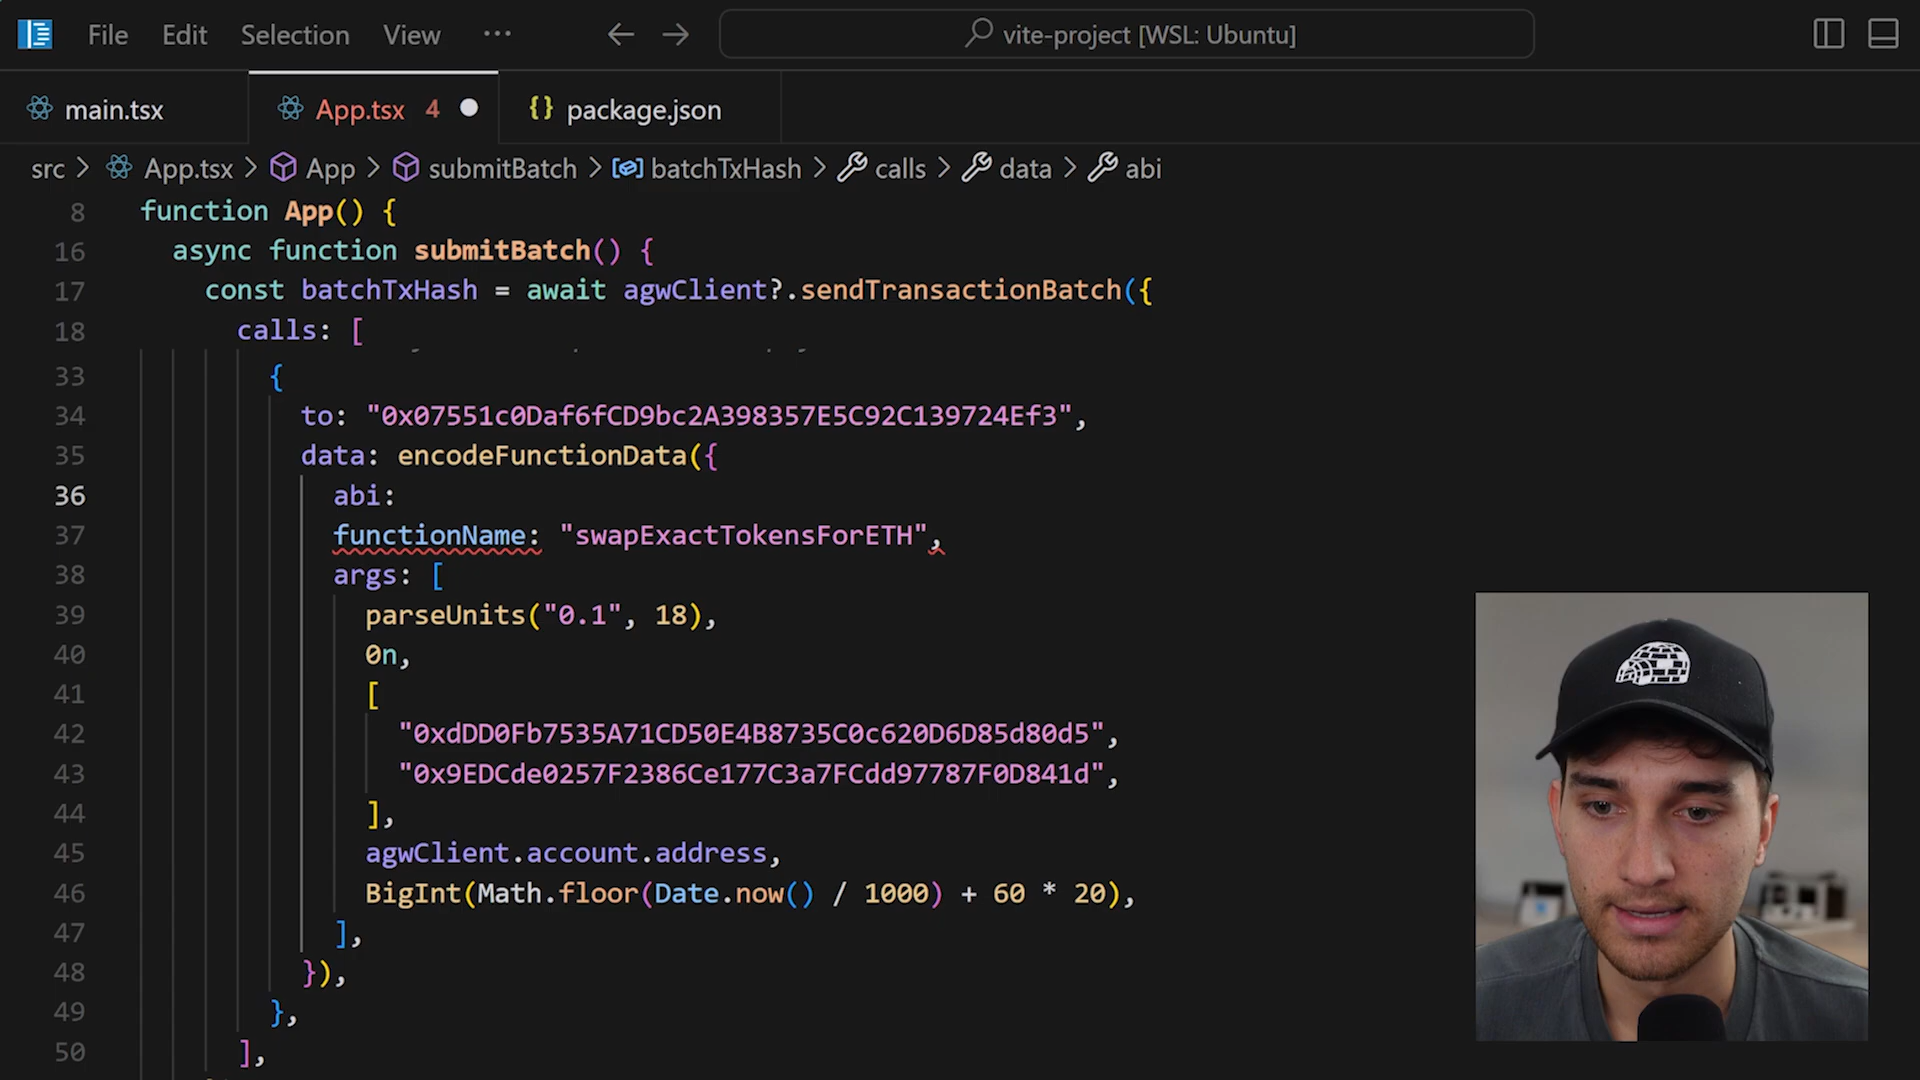 File Edit Selection View ··· vite-project [WSL: Ubuntu]
main.tsx App.tsx 4 package.json
src > App.tsx > App > submitBatch > batchTxHash > calls > data > abi
8 function App() {
16 async function submitBatch() {
17 const batchTxHash = await agwClient?.sendTransactionBatch({
18 calls: [
33 {
34 to: "0x07551c0Daf6fCD9bc2A398357E5C92C139724Ef3",
35 data: encodeFunctionData({
36 abi:
37 functionName: "swapExactTokensForETH",
38 args: [
39 parseUnits("0.1", 18),
40 0n,
41 [
42 "0xdDD0Fb7535A71CD50E4B8735C0c620D6D85d80d5",
43 "0x9EDCde0257F2386Ce177C3a7FCdd97787F0D841d",
44 ],
45 agwClient.account.address,
46 BigInt(Math.floor(Date.now() / 1000) + 60 * 20),
47 ],
48 }),
49 },
50 ],